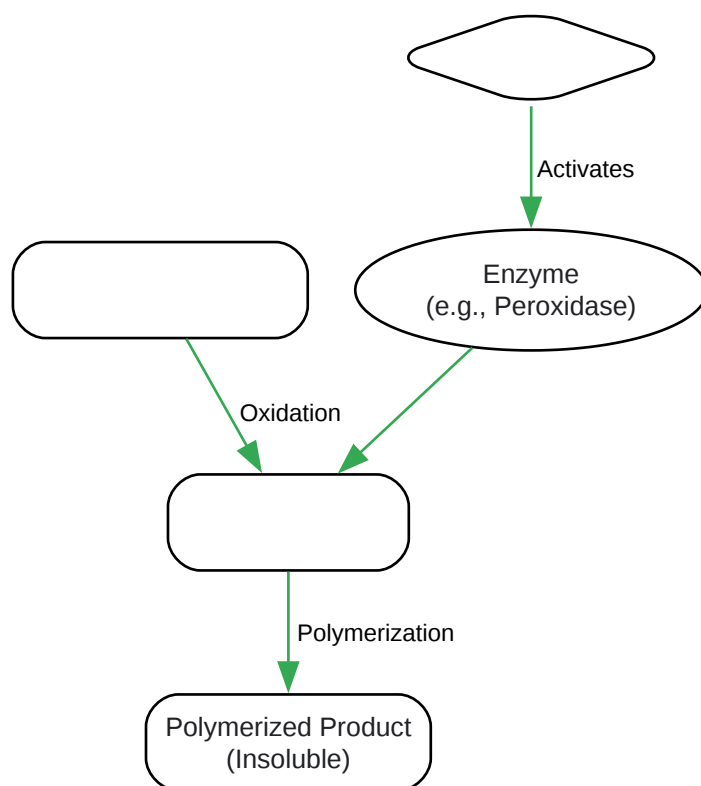 Activates
Enzyme
(e.g., Peroxidase)
Oxidation
Polymerization
Polymerized Product
(Insoluble)